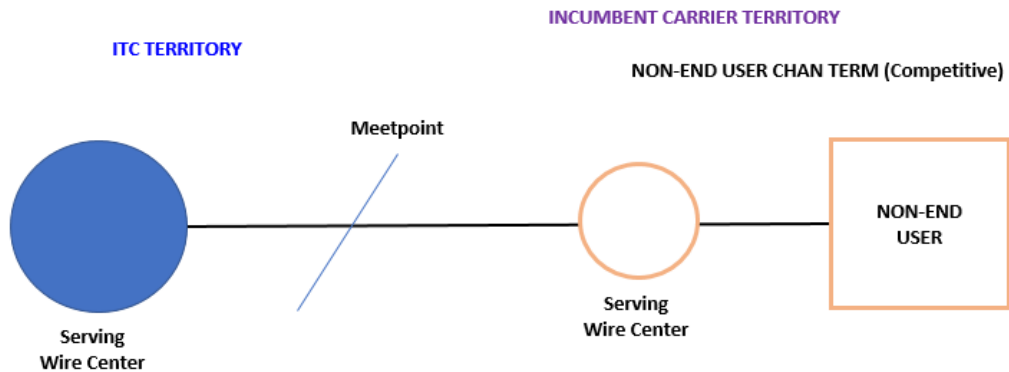 INCUMBENT CARRIER TERRITORY
ITC TERRITORY
NON-END USER CHAN TERM (Competitive)
Meetpoint
NON-END
USER
Serving
Wire Center
Serving
Wire Center